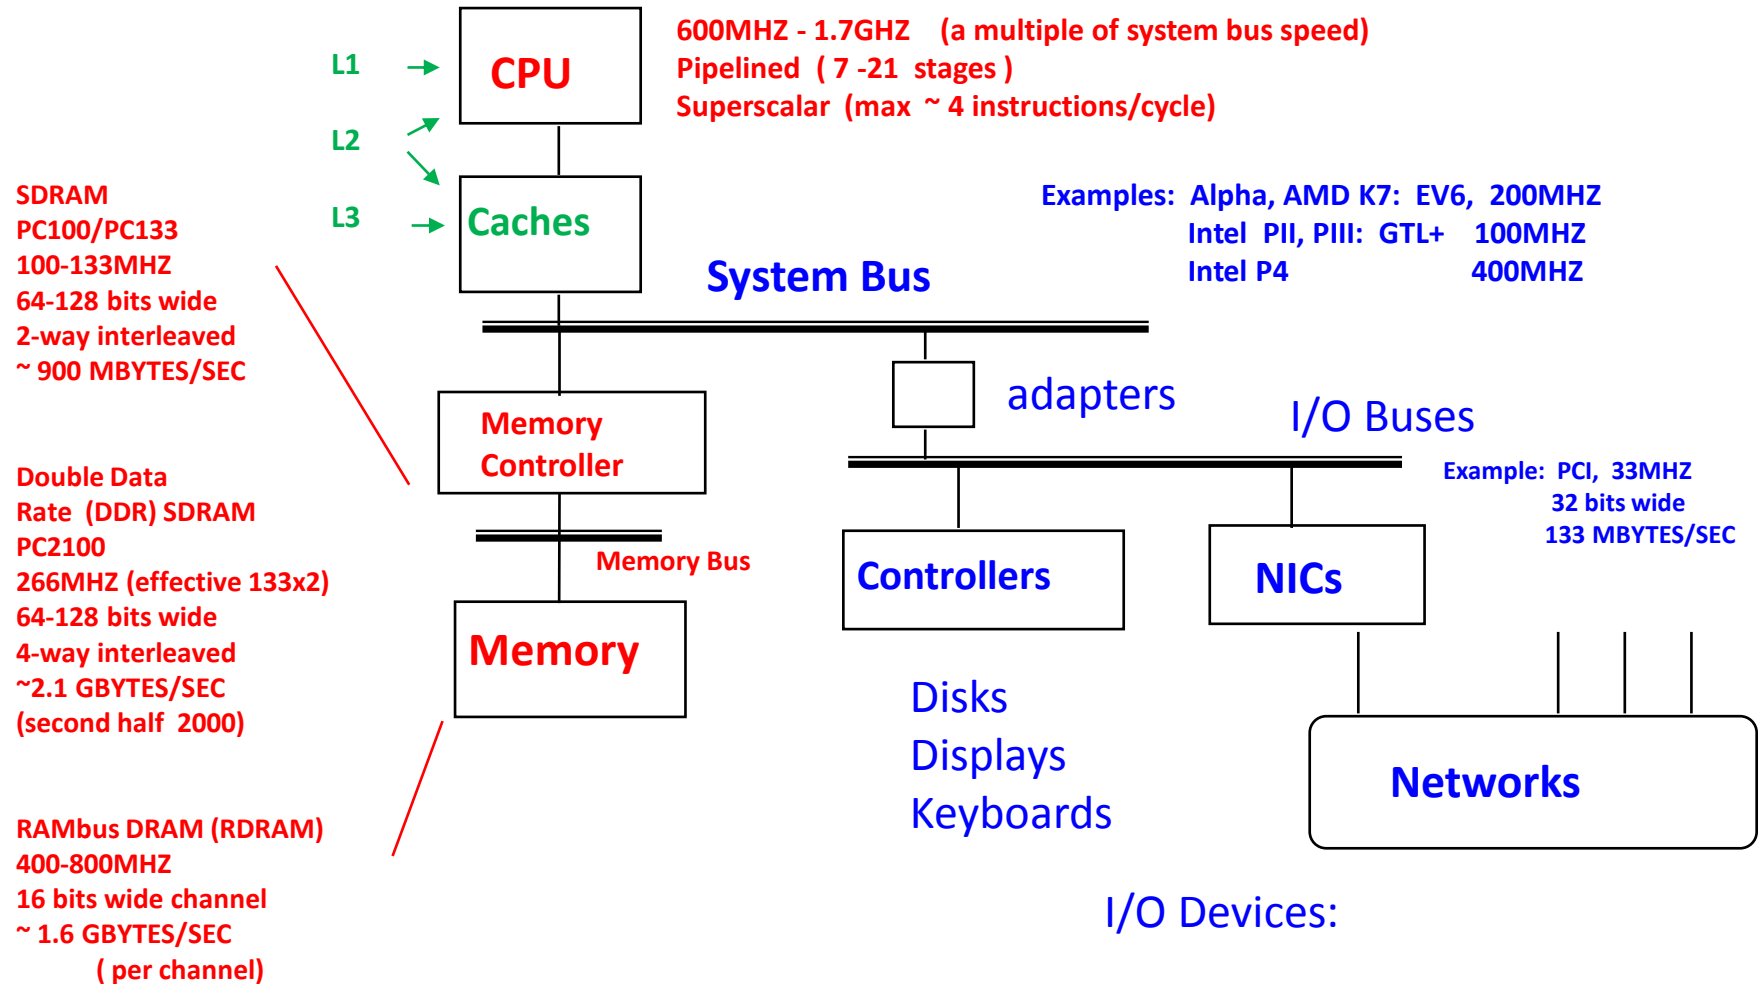 600MHZ - 1.7GHZ (a multiple of system bus speed)
Pipelined ( 7 -21 stages )
Superscalar (max ~ 4 instructions/cycle)
L1
CPU
L2
L3
Caches
SDRAM
PC100/PC133
100-133MHZ
64-128 bits wide
2-way interleaved
~ 900 MBYTES/SEC
Examples: Alpha, AMD K7: EV6, 200MHZ
Intel PII, PIII: GTL+ 100MHZ
Intel P4 400MHZ
System Bus
adapters
I/O Buses
Memory
Controller
Example: PCI, 33MHZ
32 bits wide
133 MBYTES/SEC
Double Data
Rate (DDR) SDRAM
PC2100
266MHZ (effective 133x2)
64-128 bits wide
4-way interleaved
~2.1 GBYTES/SEC
(second half 2000)
Memory Bus
Controllers
NICs
Memory
Disks
Displays
Keyboards
Networks
RAMbus DRAM (RDRAM)
400-800MHZ
16 bits wide channel
~ 1.6 GBYTES/SEC
( per channel)
I/O Devices: